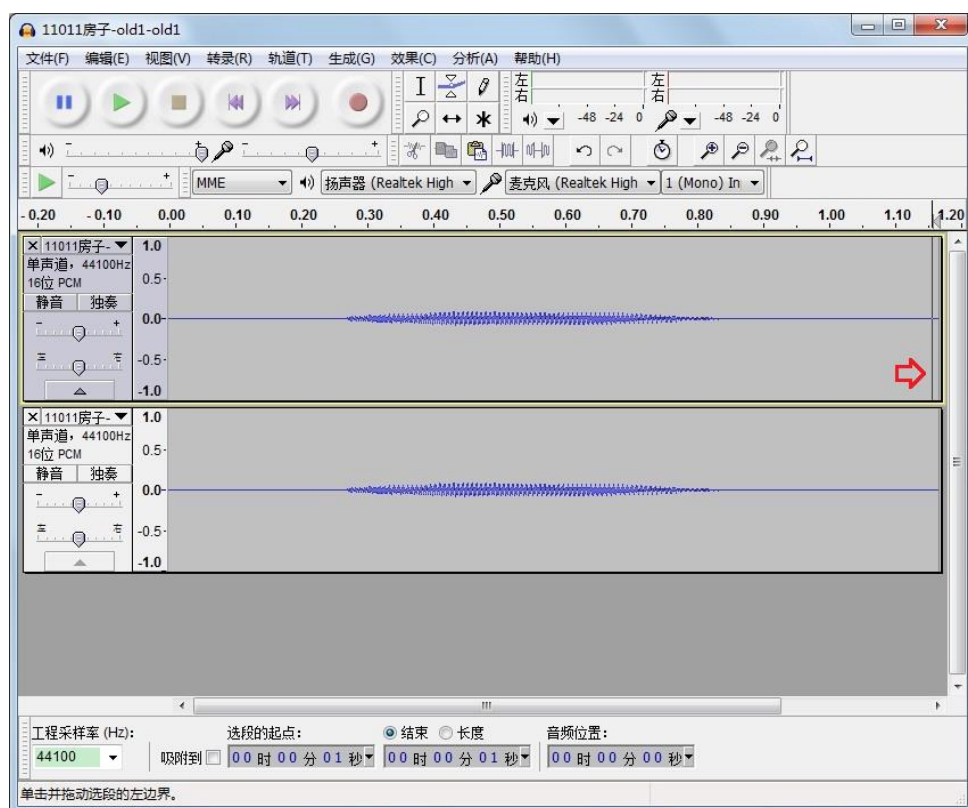 11011房子-old1-old1
文件(F) 编辑(E) 视图(V) 转录(R) 轨道(T) 生成(G) 效果(C) 分析(A) 帮助(H)
左 右 -48 -24 0 左 右 -48 -24 0
- + - +
- + MME 扬声器 (Realtek High 麦克风 (Realtek High 1 (Mono) In
- 0.20 - 0.10 0.00 0.10 0.20 0.30 0.40 0.50 0.60 0.70 0.80 0.90 1.00 1.10 1.20
11011房子- 1.0
单声道，44100Hz
16位 PCM 0.5
静音 独奏
- + 0.0
左 右 -0.5
-1.0
11011房子- 1.0
单声道，44100Hz
16位 PCM 0.5
静音 独奏
- + 0.0
左 右 -0.5
-1.0
工程采样率 (Hz): 选段的起点: 结束 长度 音频位置:
44100 吸附到 00 时 00 分 01 秒 00 时 00 分 01 秒 00 时 00 分 00 秒
单击并拖动选段的左边界。